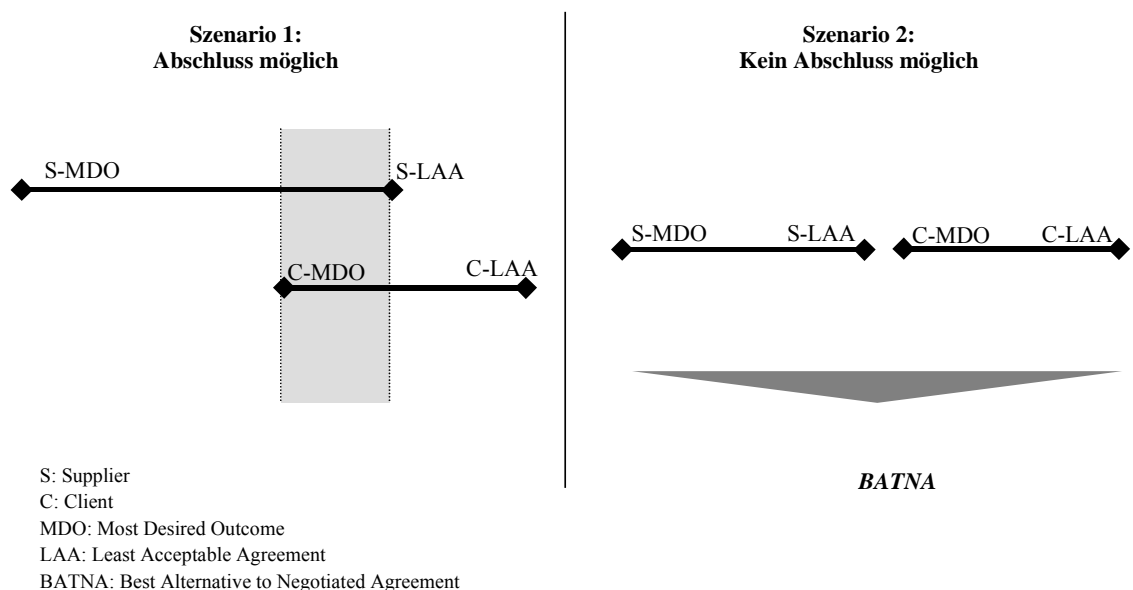 Szenario 1:
Abschluss möglich
S-MDO
S-LAA
C-MDO
C-LAA
S: Supplier
C: Client
MDO: Most Desired Outcome
LAA: Least Acceptable Agreement
BATNA: Best Alternative to Negotiated Agreement
Szenario 2:
Kein Abschluss möglich
S-MDO S-LAA C-MDO C-LAA
BATNA